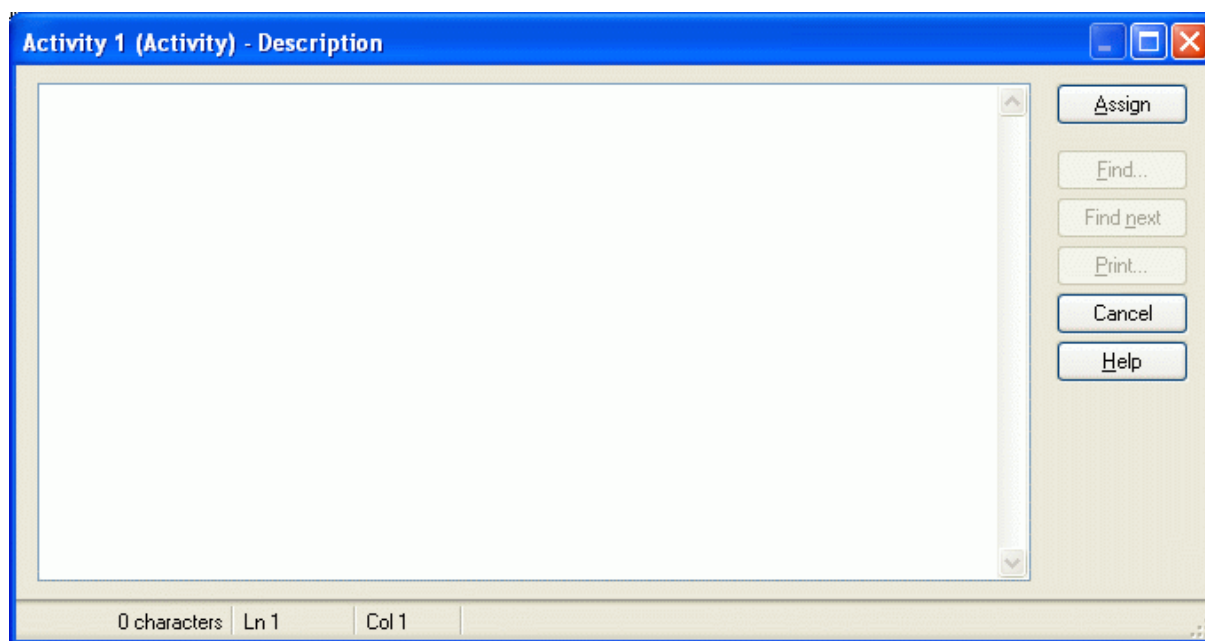 Activity 1 (Activity) - Description
Assign
Find...
Find next
Print...
Cancel
Help
0 characters Ln 1 Col 1